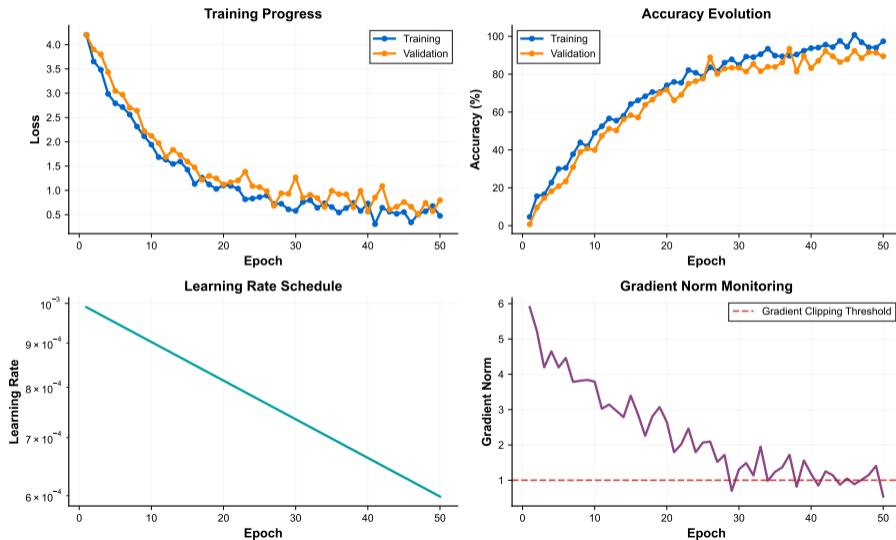 Training Progress
Loss
4.0
3.5
3.0
2.5
2.0
1.5
1.0
0.5
Training
Validation
0
10
20
30
40
50
Epoch
Accuracy Evolution
Accuracy (%)
100
80
60
40
20
0
Training
Validation
0
10
20
30
40
50
Epoch
Learning Rate Schedule
Learning Rate
10⁻³
9 × 10⁻⁴
8 × 10⁻⁴
7 × 10⁻⁴
6 × 10⁻⁴
0
10
20
30
40
50
Epoch
Gradient Norm Monitoring
Gradient Norm
6
5
4
3
2
1
Gradient Clipping Threshold
0
10
20
30
40
50
Epoch